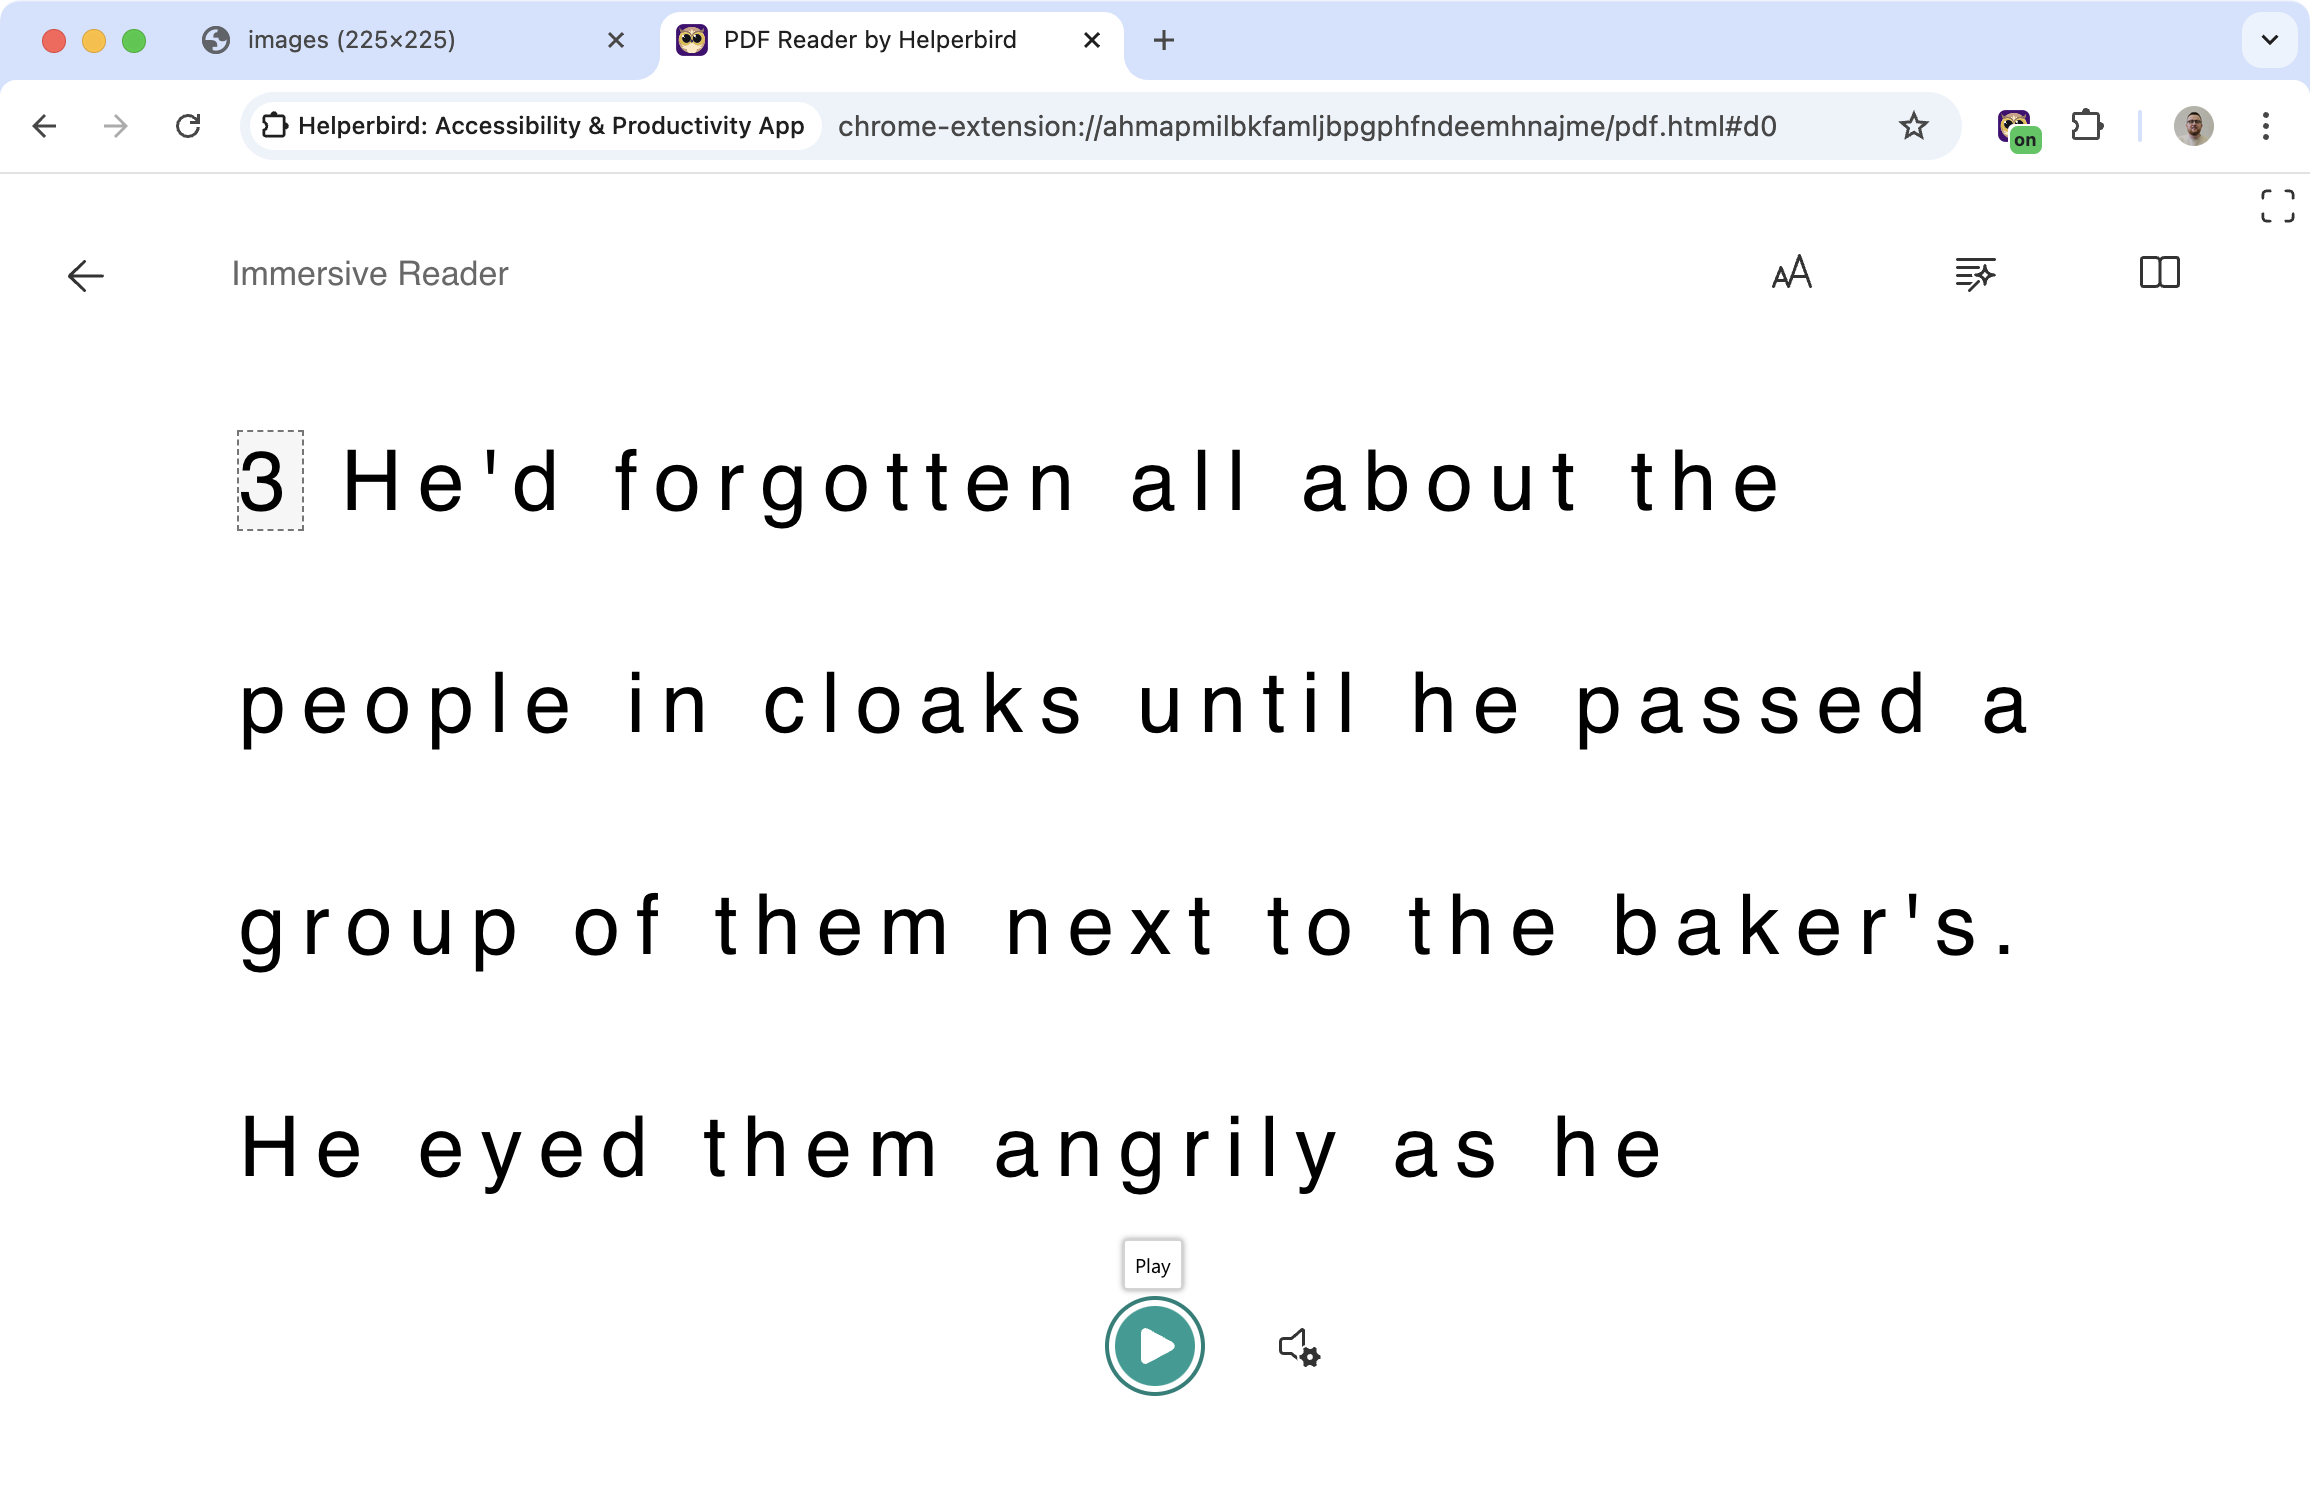 images (225×225)
PDF Reader by Helperbird
Helperbird: Accessibility & Productivity App
chrome-extension://ahmapmilbkfamljbpgphfndeemhnajme/pdf.html#d0
on
Immersive Reader
3 He'd forgotten all about the
people in cloaks until he passed a
group of them next to the baker's.
He eyed them angrily as he
Play